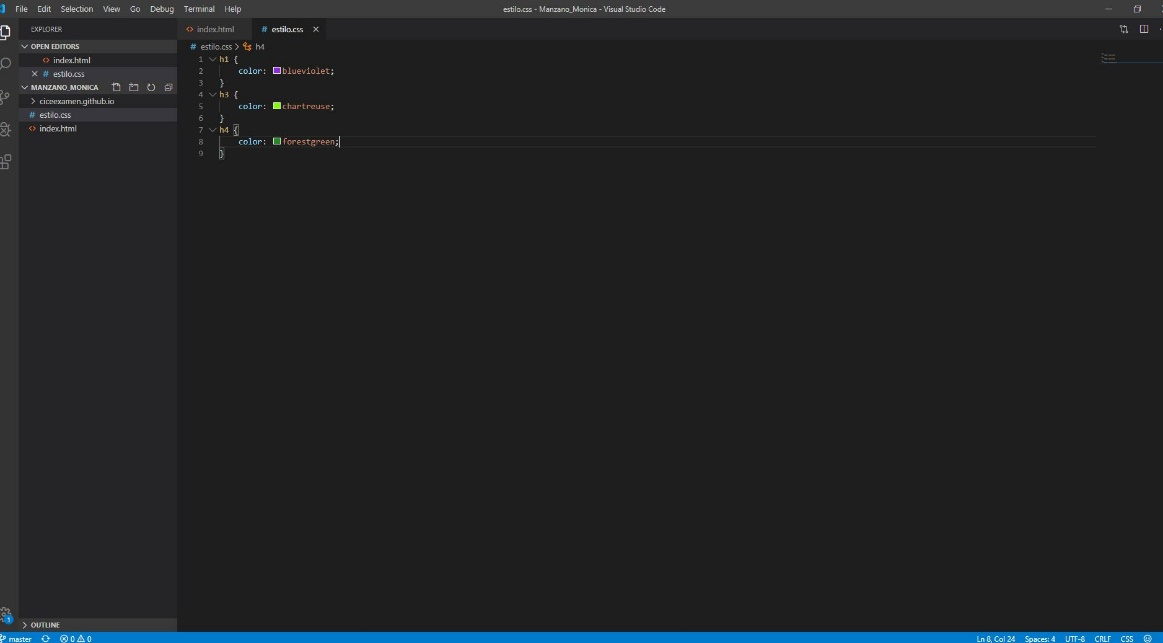 File Edit Selection View Go Debug Terminal Help
estilo.css - Manzano_Monica - Visual Studio Code
EXPLORER
OPEN EDITORS
index.html
estilo.css
MANZANO_MONICA
ciceexamen.github.io
estilo.css
index.html
OUTLINE
index.html
estilo.css
estilo.css > h4
1 h1 {
2 color: blueviolet;
3 }
4 h3 {
5 color: chartreuse;
6 }
7 h4 {
8 color: forestgreen;
9 }
master 0 0
Ln 8, Col 24 Spaces: 4 UTF-8 CRLF CSS